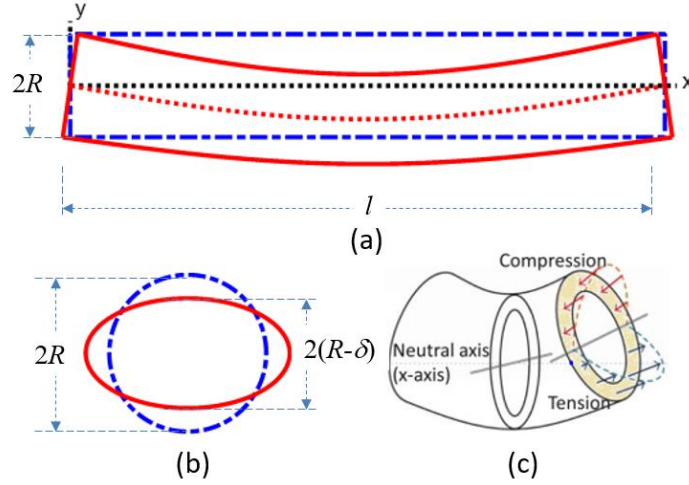 y
2R
x
l
(a)
Compression
2R
2(R-δ)
Neutral axis
(x-axis)
Tension
(b)
(c)